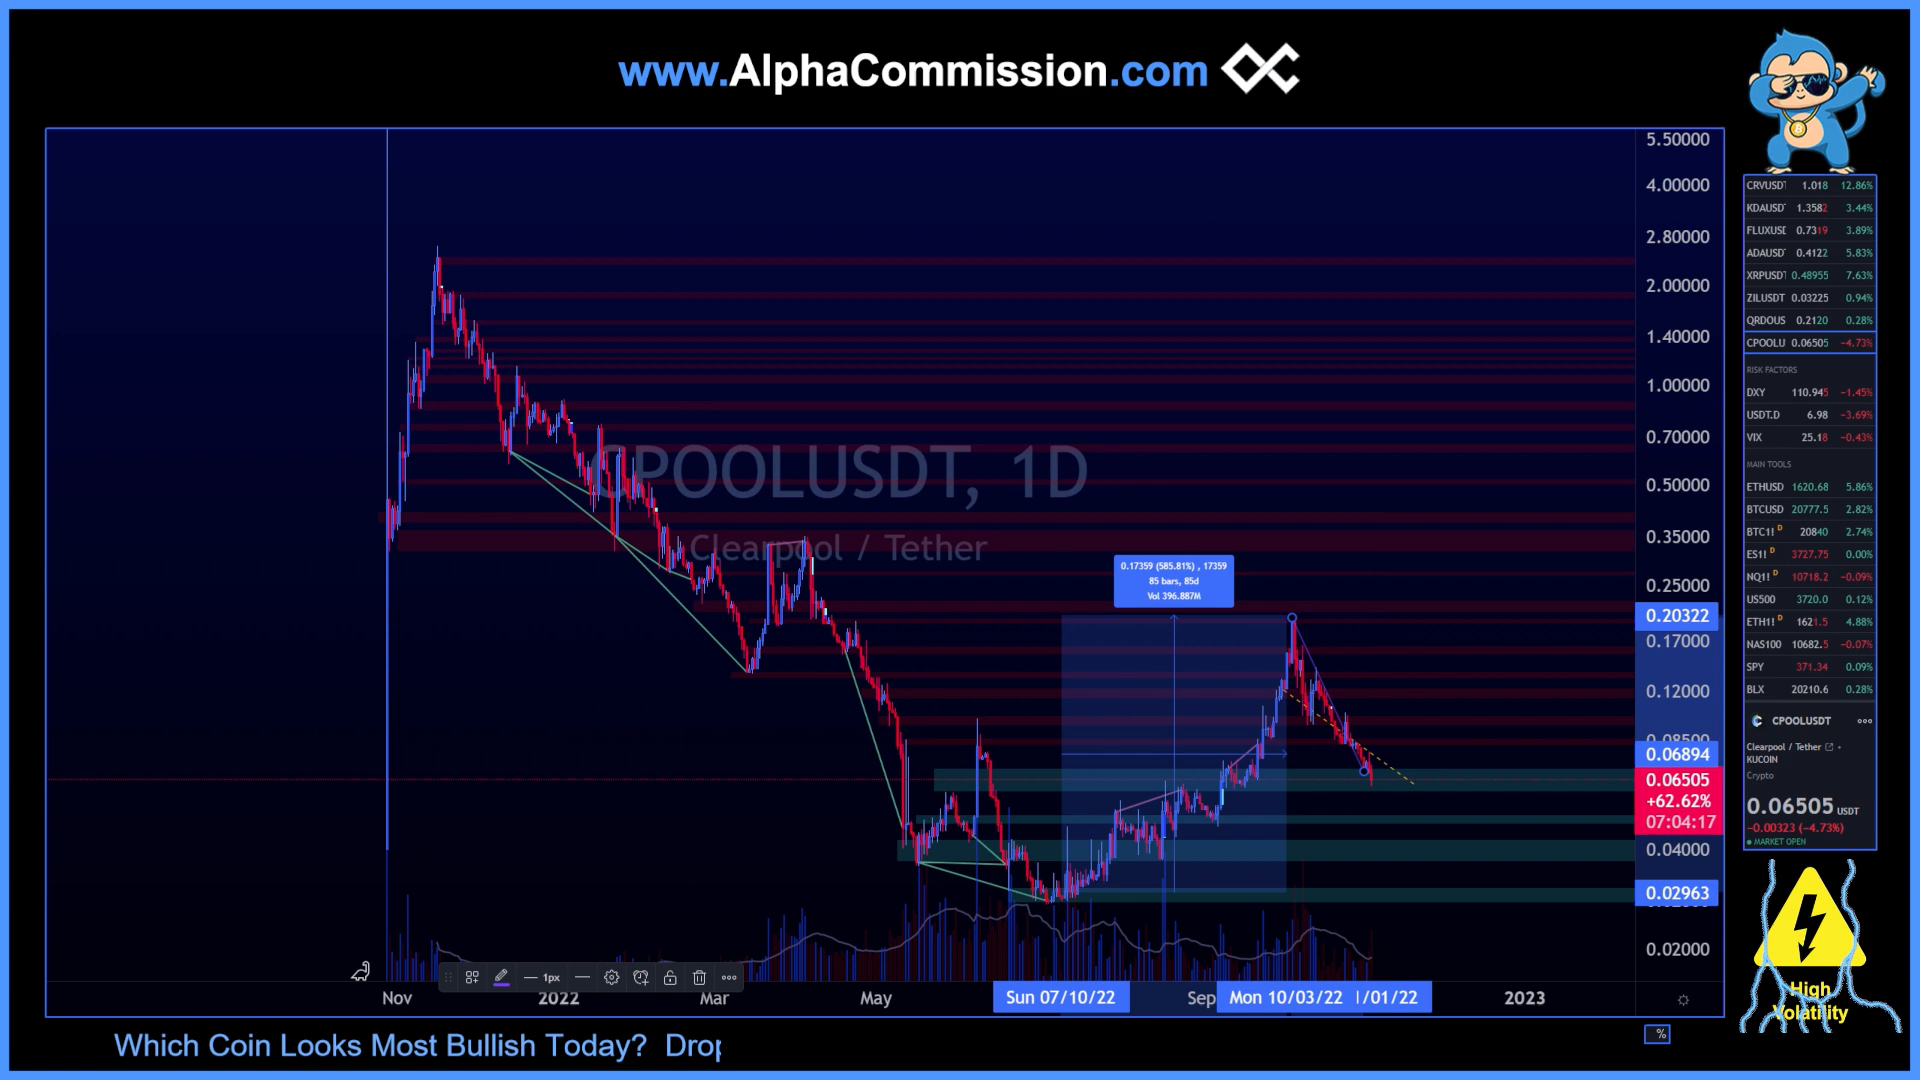 www.AlphaCommission.com
5.50000
4.00000
2.80000
2.00000
1.40000
1.00000
0.70000
0.50000
0.35000
0.25000
0.20322
0.17000
0.12000
0.06894
0.06505
+62.62%
07:04:17
0.04000
0.02963
0.02000
CPOOLUSDT, 1D
Clearpool / Tether
0.17359 (585.81%) , 17359
85 bars, 85d
Vol 396.887M
1px
Nov 2022 Mar May Sun 07/10/22 Sep Mon 10/03/22 /01/22 2023
%
CRVUSDT 1.018 12.86%
KDAUSD 1.3582 3.44%
FLUXUSD 0.7319 3.89%
ADAUSD 0.4122 5.83%
XRPUSDT 0.48955 7.63%
ZILUSDT 0.03225 0.94%
QRDOUS 0.2120 0.28%
CPOOLU 0.06505 −4.73%
RISK FACTORS
DXY 110.945 −1.45%
USDT.D 6.98 −3.69%
VIX 25.18 −0.43%
MAIN TOOLS
ETHUSD 1620.68 5.86%
BTCUSD 20777.5 2.82%
BTC1! D 20840 2.74%
ES1! D 3727.75 0.00%
NQ1! D 10718.2 −0.09%
US500 3720.0 0.12%
ETH1! D 1621.5 4.88%
NAS100 10682.5 −0.07%
SPY 371.34 0.09%
BLX 20210.6 0.28%
CPOOLUSDT
Clearpool / Tether
KUCOIN
Crypto
0.06505 USDT
−0.00323 (−4.73%)
MARKET OPEN
High
Volatility
Which Coin Looks Most Bullish Today? Drop